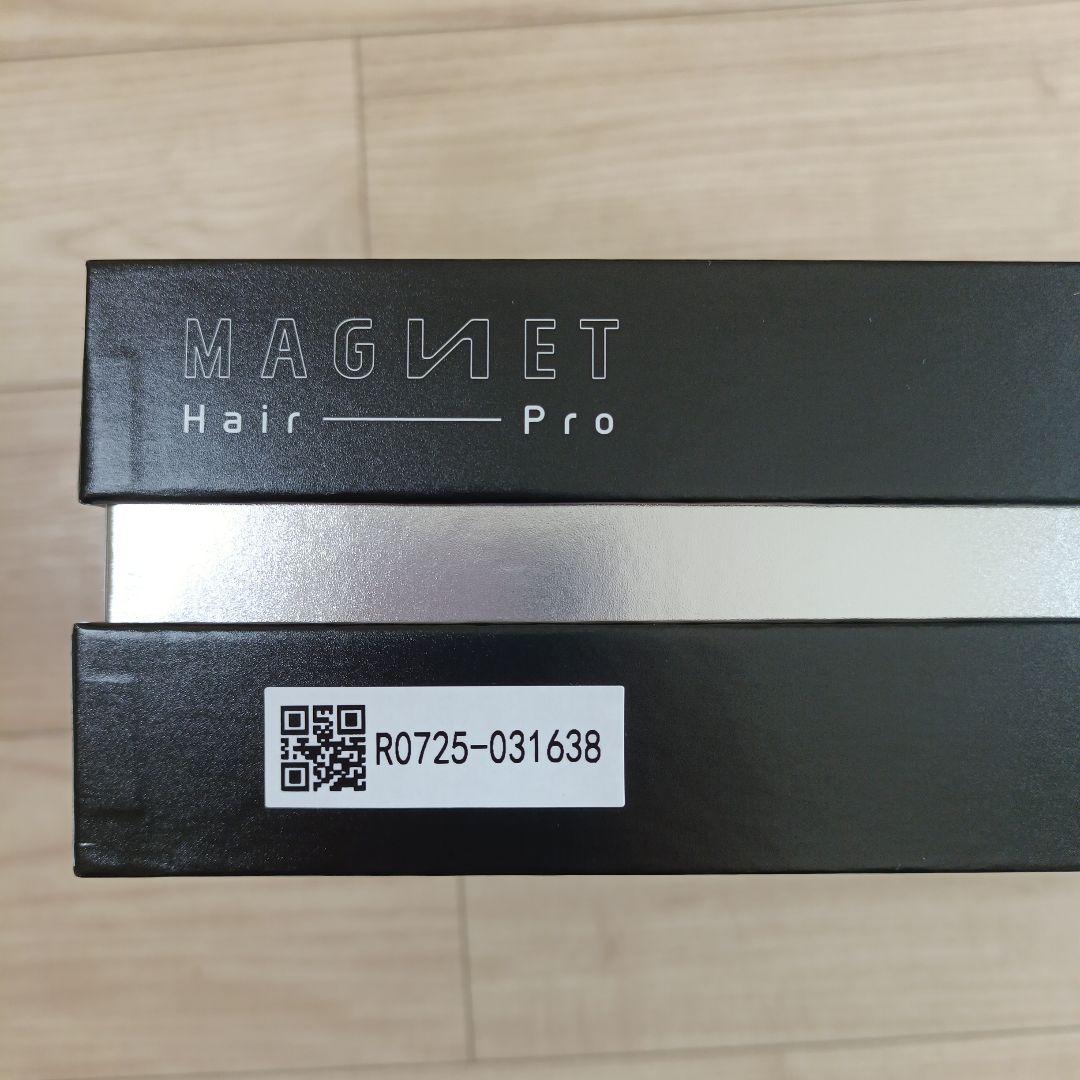 MAGNET
Hair Pro
R0725-031638